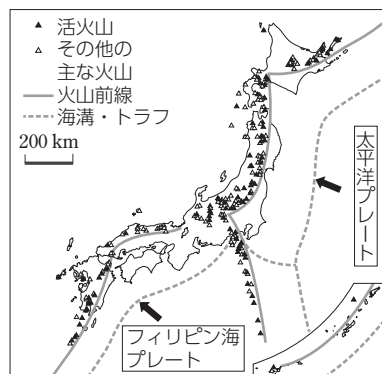 活火山
その他の
主な火山
火山前線
海溝・トラフ
200 km
太平洋プレート
フィリピン海
プレート